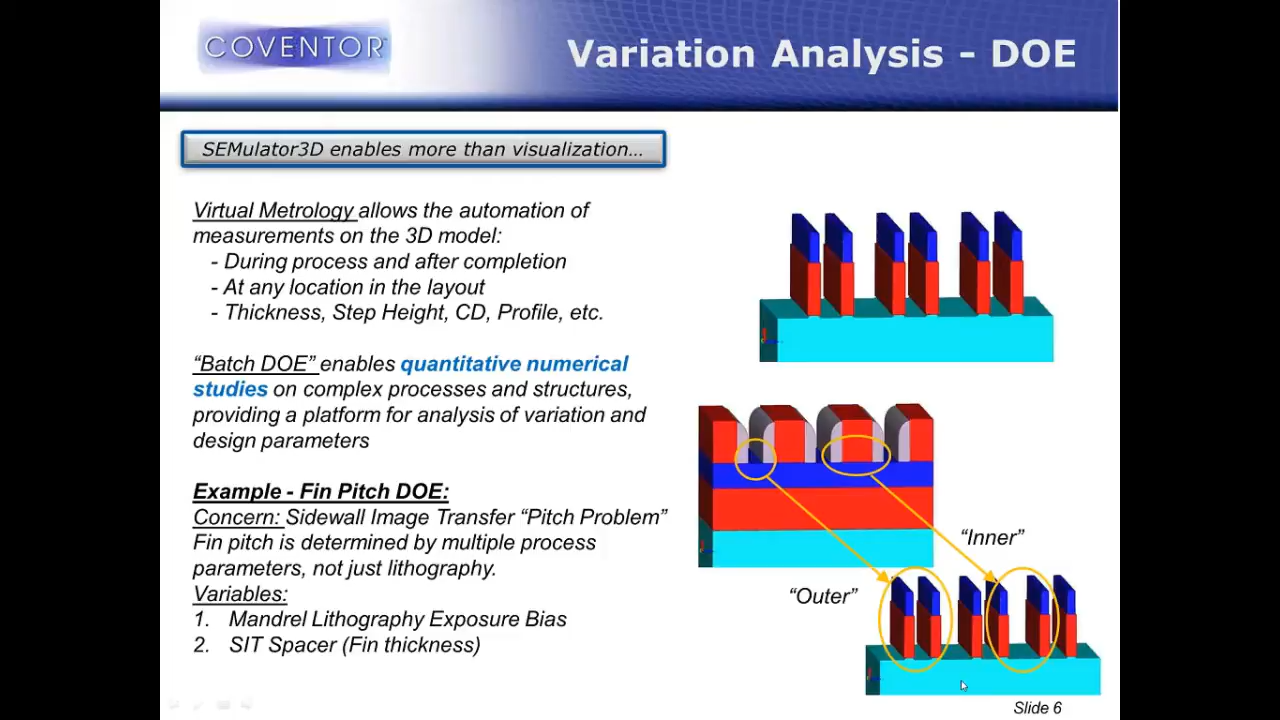 COVENTOR
Variation Analysis - DOE
SEMulator3D enables more than visualization…
Virtual Metrology allows the automation of
measurements on the 3D model:
- During process and after completion
- At any location in the layout
- Thickness, Step Height, CD, Profile, etc.
“Batch DOE” enables quantitative numerical
studies on complex processes and structures,
providing a platform for analysis of variation and
design parameters
Example - Fin Pitch DOE:
Concern: Sidewall Image Transfer “Pitch Problem”
Fin pitch is determined by multiple process
parameters, not just lithography.
Variables:
1. Mandrel Lithography Exposure Bias
2. SIT Spacer (Fin thickness)
“Inner”
“Outer”
Slide 6